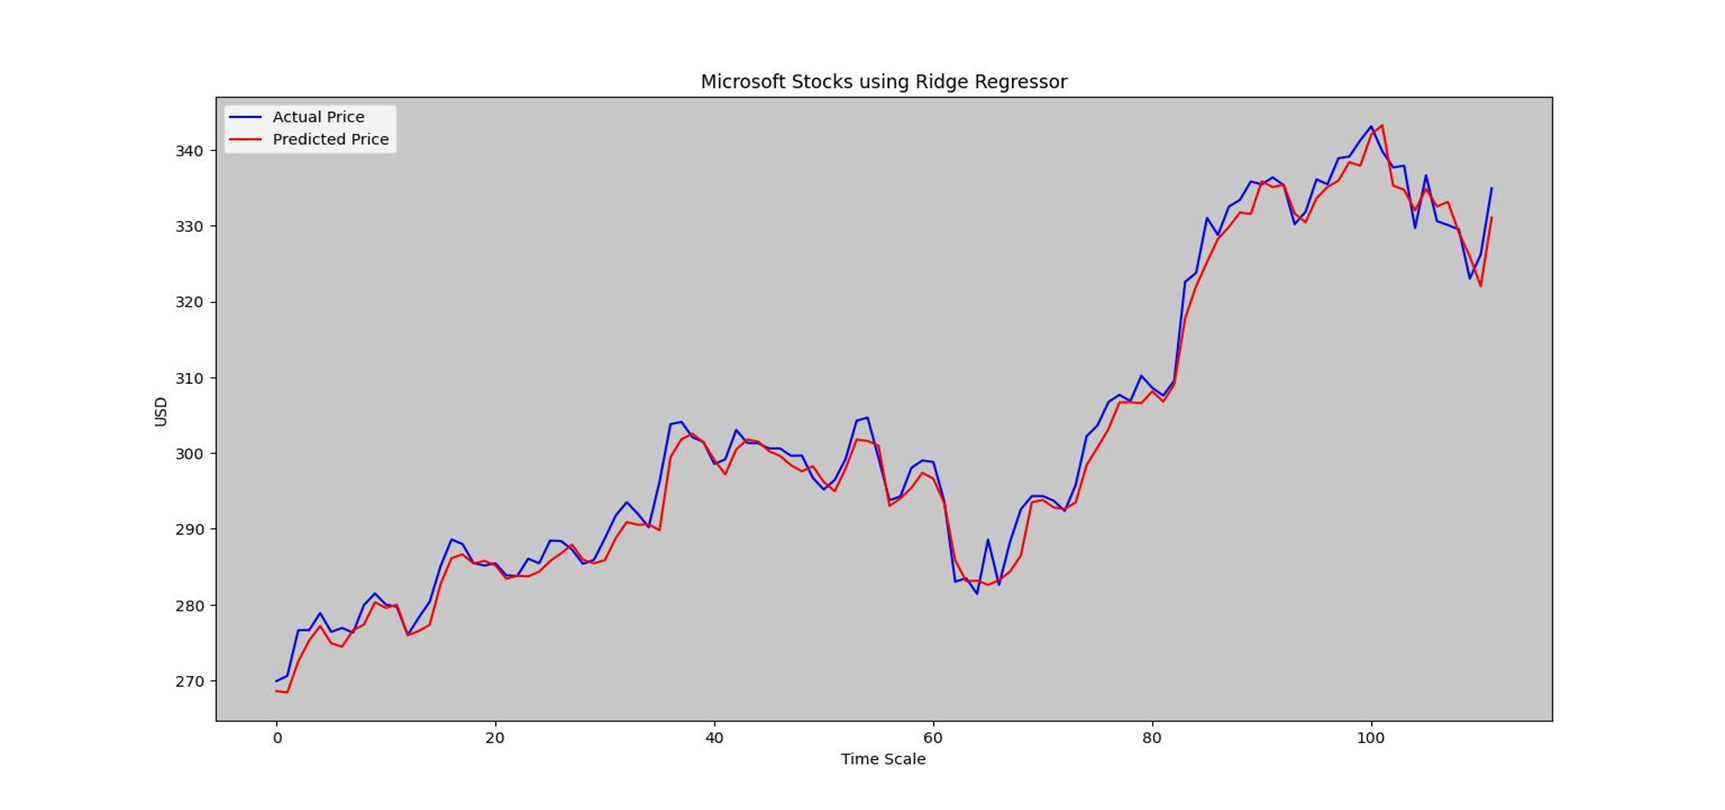 Microsoft Stocks using Ridge Regressor
Actual Price
Predicted Price
340
330
320
310
300
290
280
270
USD
0 20 40 60 80 100
Time Scale